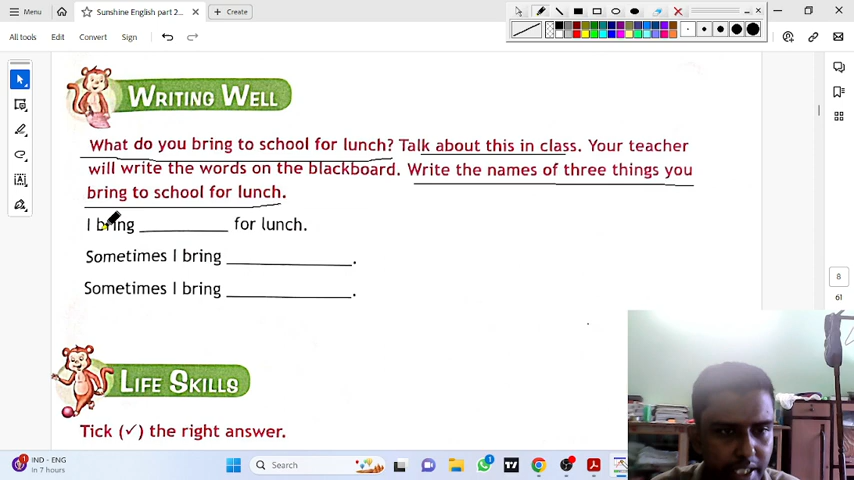 Menu
Sunshine English part 2...
Create
All tools
Edit
Convert
Sign
WRITING WELL
What do you bring to school for lunch? Talk about this in class. Your teacher
will write the words on the blackboard. Write the names of three things you
bring to school for lunch.
I bring __________ for lunch.
Sometimes I bring ______________.
Sometimes I bring ______________.
8
61
LIFE SKILLS
Tick (✓) the right answer.
IND - ENG
In 7 hours
Search